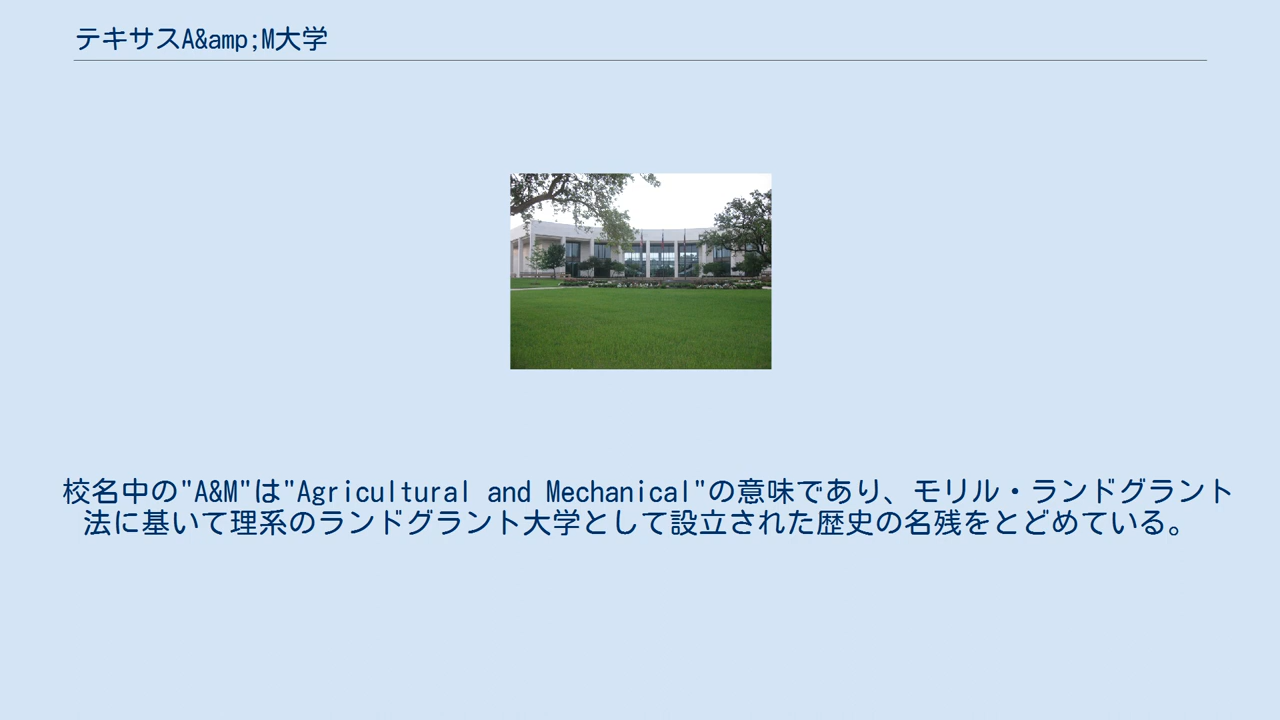 テキサスA&amp;M大学
校名中の"A&M"は"Agricultural and Mechanical"の意味であり、モリル・ランドグラント
法に基いて理系のランドグラント大学として設立された歴史の名残をとどめている。